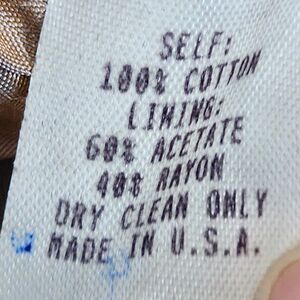 SELF:
100% COTTON
LINING:
60% ACETATE
40% RAYON
DRY CLEAN ONLY
MADE IN U.S.A.